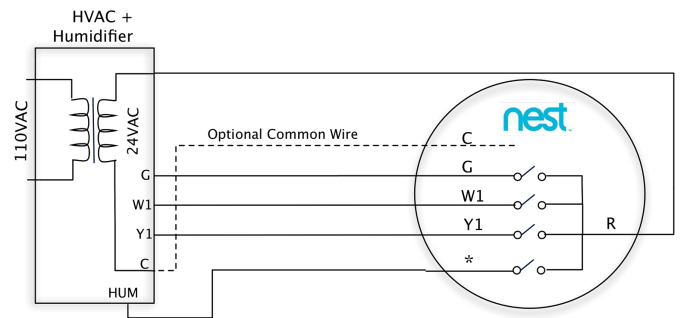 HVAC +
Humidifier
110VAC
24VAC
Optional Common Wire
nest
C
G
G
W1
W1
Y1
Y1
R
C
*
HUM